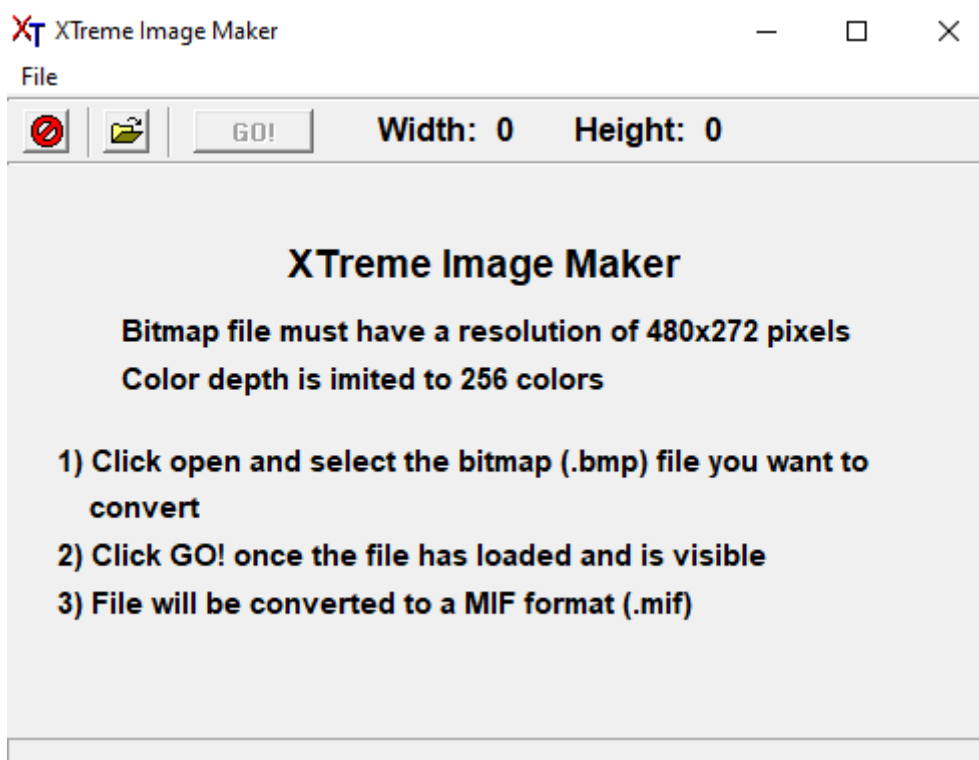 XT XTreme Image Maker
File
GO! Width: 0 Height: 0
XTreme Image Maker
Bitmap file must have a resolution of 480x272 pixels
Color depth is imited to 256 colors
1) Click open and select the bitmap (.bmp) file you want to
convert
2) Click GO! once the file has loaded and is visible
3) File will be converted to a MIF format (.mif)